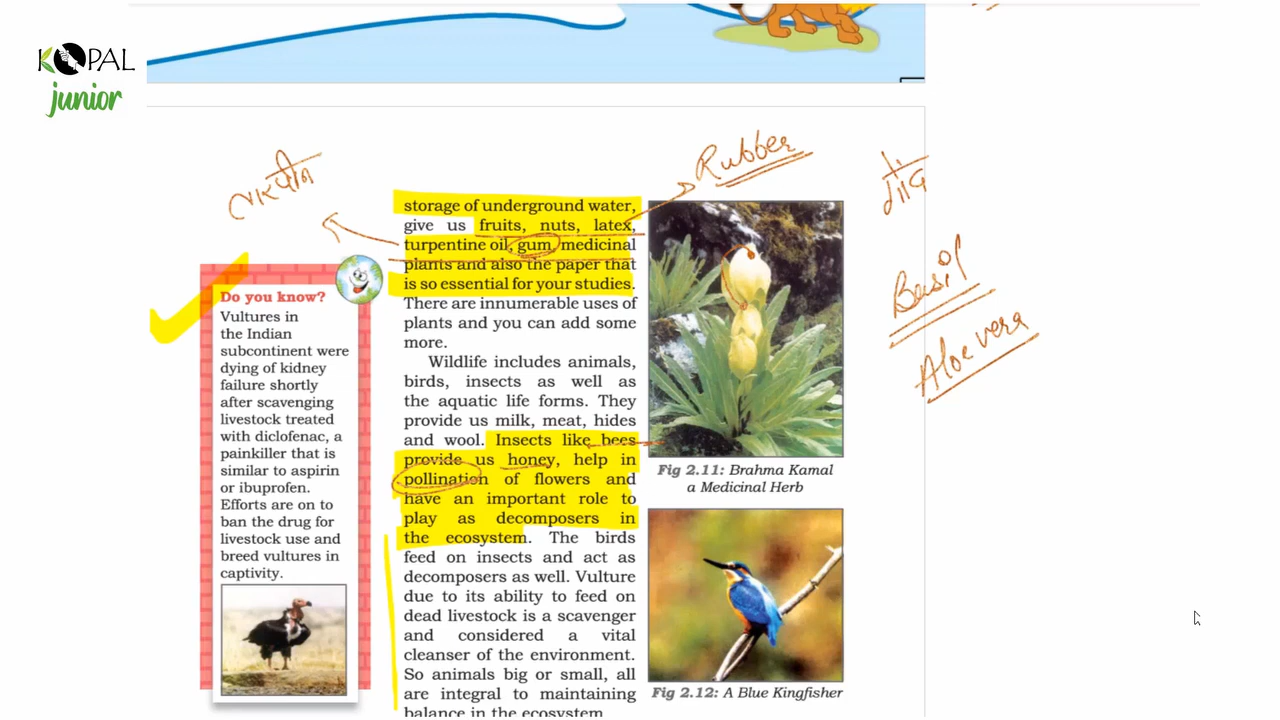 KOPAL
junior
Rubber
तारपीन
गोंद
Basil
Aloe vera
Do you know?
Vultures in
the Indian
subcontinent were
dying of kidney
failure shortly
after scavenging
livestock treated
with diclofenac, a
painkiller that is
similar to aspirin
or ibuprofen.
Efforts are on to
ban the drug for
livestock use and
breed vultures in
captivity.
storage of underground water,
give us fruits, nuts, latex,
turpentine oil, gum, medicinal
plants and also the paper that
is so essential for your studies.
There are innumerable uses of
plants and you can add some
more.
Wildlife includes animals,
birds, insects as well as
the aquatic life forms. They
provide us milk, meat, hides
and wool. Insects like bees
provide us honey, help in
pollination of flowers and
have an important role to
play as decomposers in
the ecosystem. The birds
feed on insects and act as
decomposers as well. Vulture
due to its ability to feed on
dead livestock is a scavenger
and considered a vital
cleanser of the environment.
So animals big or small, all
are integral to maintaining
balance in the ecosystem
Fig 2.11: Brahma Kamal
a Medicinal Herb
Fig 2.12: A Blue Kingfisher